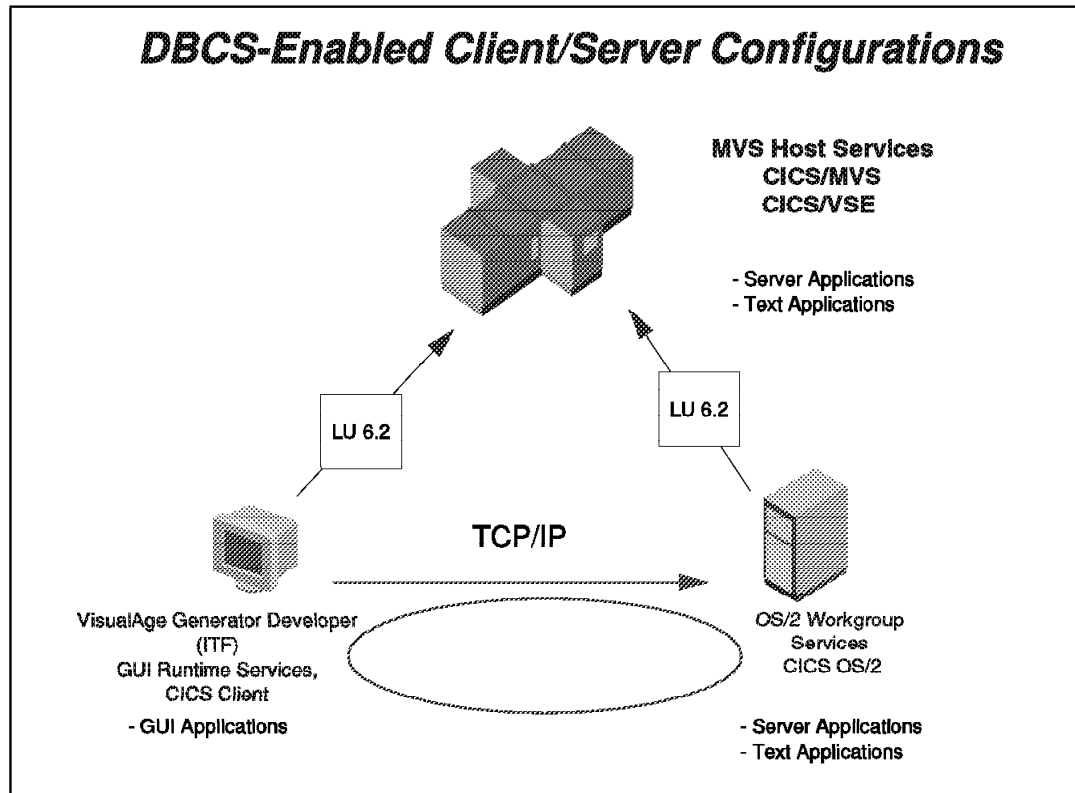 DBCS-Enabled Client/Server Configurations
MVS Host Services
CICS/MVS
CICS/VSE
- Server Applications
- Text Applications
LU 6.2
LU 6.2
TCP/IP
VisualAge Generator Developer
(ITF)
GUI Runtime Services,
CICS Client
- GUI Applications
OS/2 Workgroup
Services
CICS OS/2
- Server Applications
- Text Applications